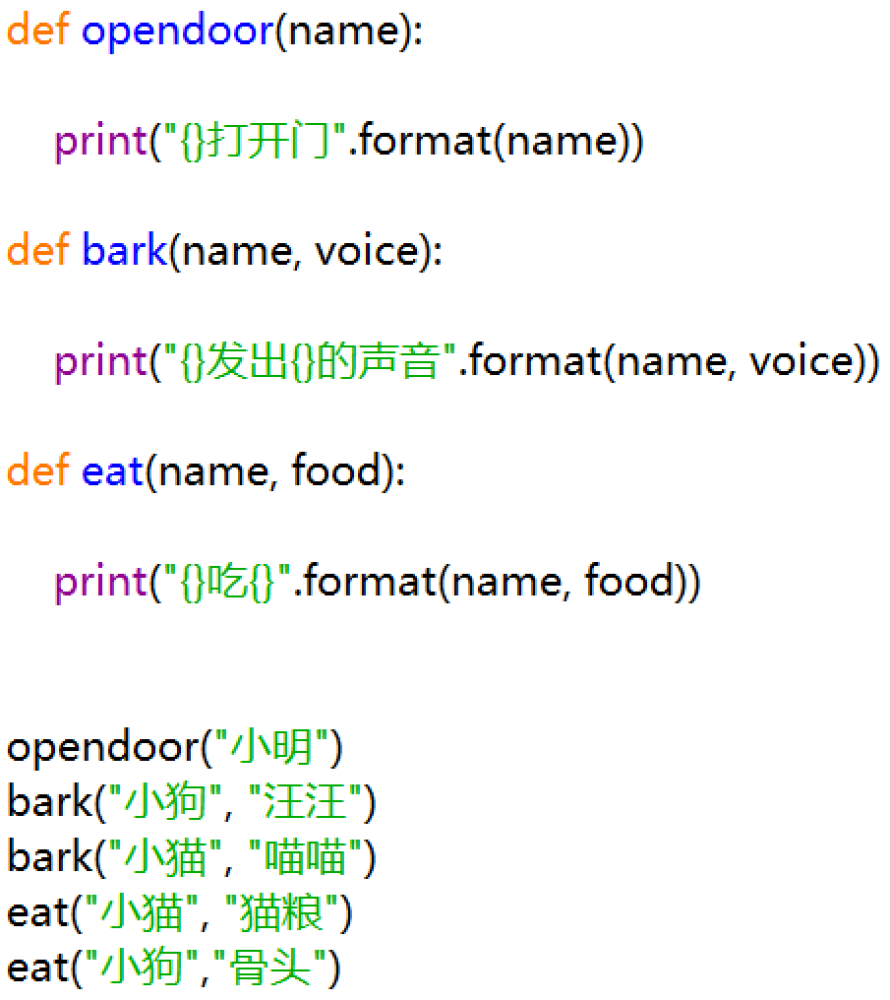 def opendoor(name):
    print("{}打开门".format(name))
def bark(name, voice):
    print("{}发出{}的声音".format(name, voice))
def eat(name, food):
    print("{}吃{}".format(name, food))
opendoor("小明")
bark("小狗", "汪汪")
bark("小猫", "喵喵")
eat("小猫", "猫粮")
eat("小狗","骨头")